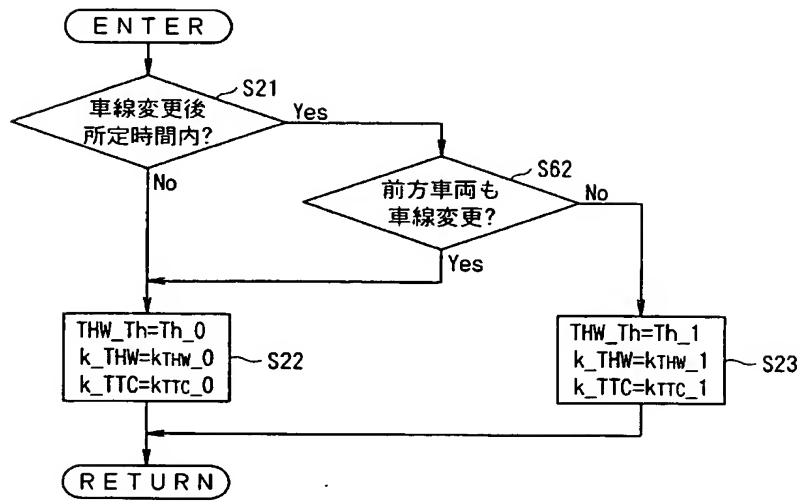 ENTER
S21
車線変更後
所定時間内?
Yes
No
S62
前方車両も
車線変更?
No
Yes
THW_Th=Th_0
k_THW=kTHW_0
k_TTC=kTTC_0
S22
THW_Th=Th_1
k_THW=kTHW_1
k_TTC=kTTC_1
S23
RETURN